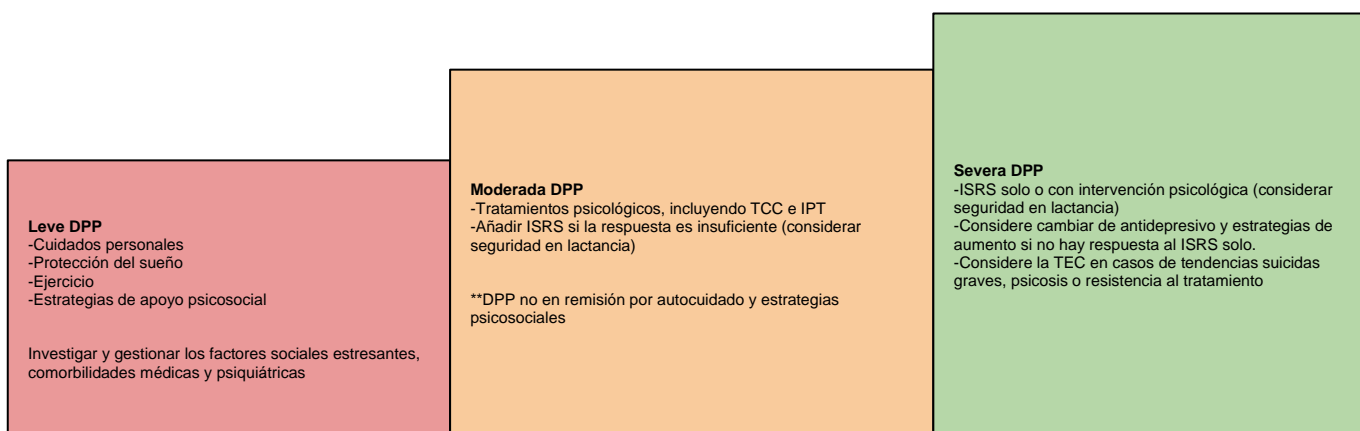 Leve DPP
-Cuidados personales
-Protección del sueño
-Ejercicio
-Estrategias de apoyo psicosocial
Investigar y gestionar los factores sociales estresantes,
comorbilidades médicas y psiquiátricas
Moderada DPP
-Tratamientos psicológicos, incluyendo TCC e IPT
-Añadir ISRS si la respuesta es insuficiente (considerar
seguridad en lactancia)
**DPP no en remisión por autocuidado y estrategias
psicosociales
Severa DPP
-ISRS solo o con intervención psicológica (considerar
seguridad en lactancia)
-Considere cambiar de antidepresivo y estrategias de
aumento si no hay respuesta al ISRS solo.
-Considere la TEC en casos de tendencias suicidas
graves, psicosis o resistencia al tratamiento